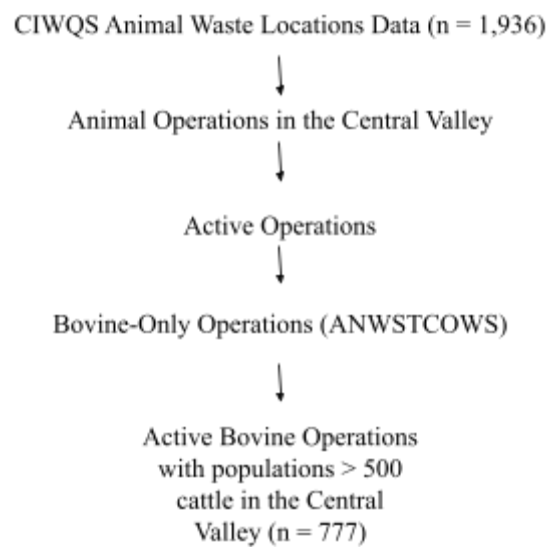 CIWQS Animal Waste Locations Data (n = 1,936)
Animal Operations in the Central Valley
Active Operations
Bovine-Only Operations (ANWSTCOWS)
Active Bovine Operations
with populations > 500
cattle in the Central
Valley (n = 777)